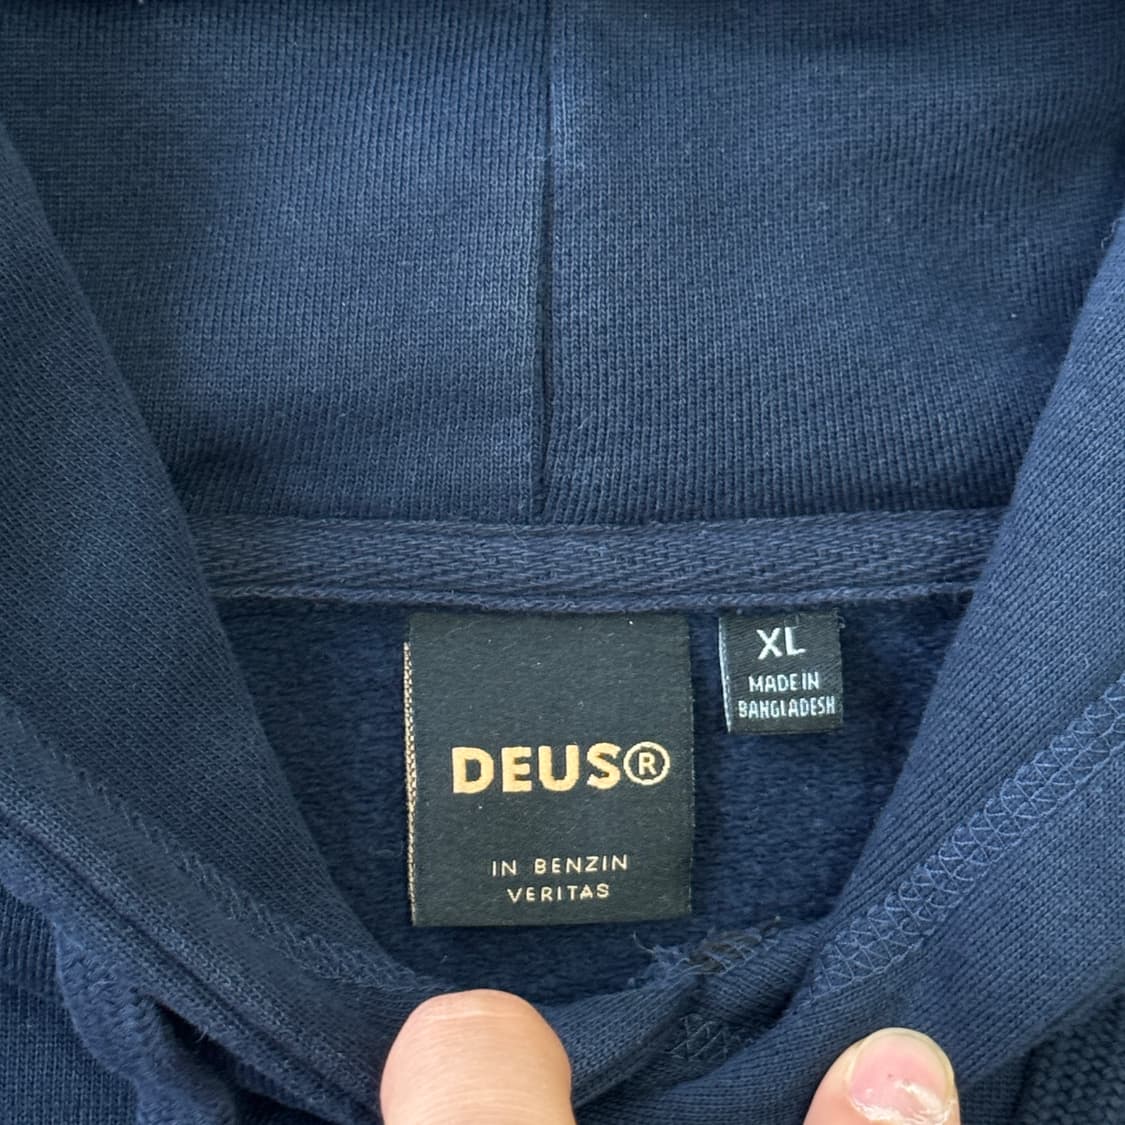 DEUS®
IN BENZIN
VERITAS
XL
MADE IN
BANGLADESH